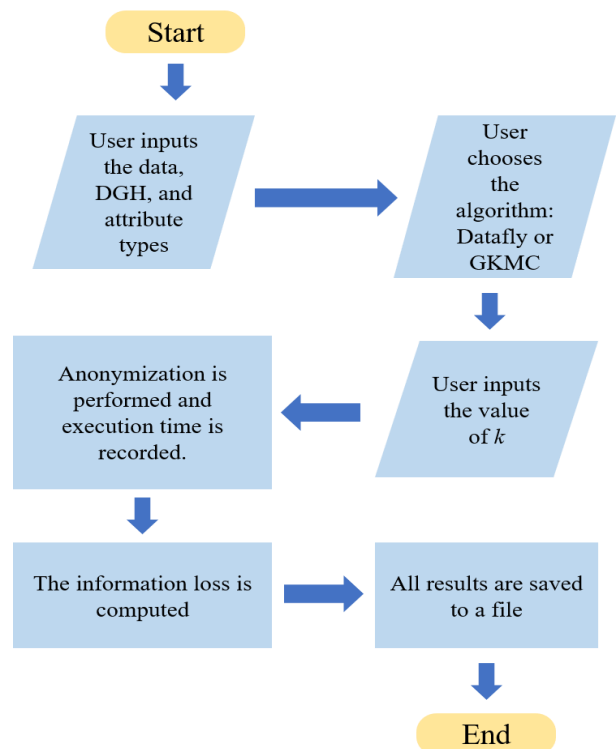 Start
User inputs
the data,
DGH, and
attribute
types
User
chooses
the
algorithm:
Datafly or
GKMC
User inputs
the value
of k
Anonymization is
performed and
execution time is
recorded.
The information loss is
computed
All results are saved
to a file
End